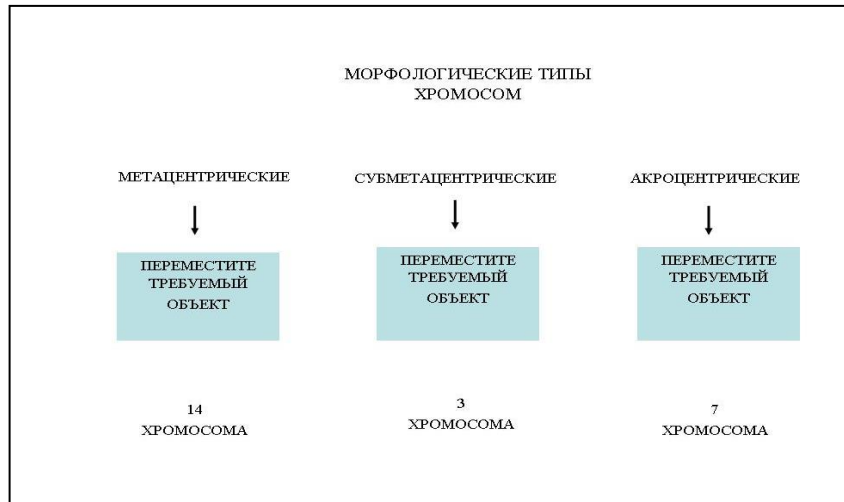 МОРФОЛОГИЧЕСКИЕ ТИПЫ
ХРОМОСОМ
МЕТАЦЕНТРИЧЕСКИЕ
СУБМЕТАЦЕНТРИЧЕСКИЕ
АКРОЦЕНТРИЧЕСКИЕ
ПЕРЕМЕСТИТЕ
ТРЕБУЕМЫЙ
ОБЪЕКТ
ПЕРЕМЕСТИТЕ
ТРЕБУЕМЫЙ
ОБЪЕКТ
ПЕРЕМЕСТИТЕ
ТРЕБУЕМЫЙ
ОБЪЕКТ
14
ХРОМОСОМА
3
ХРОМОСОМА
7
ХРОМОСОМА